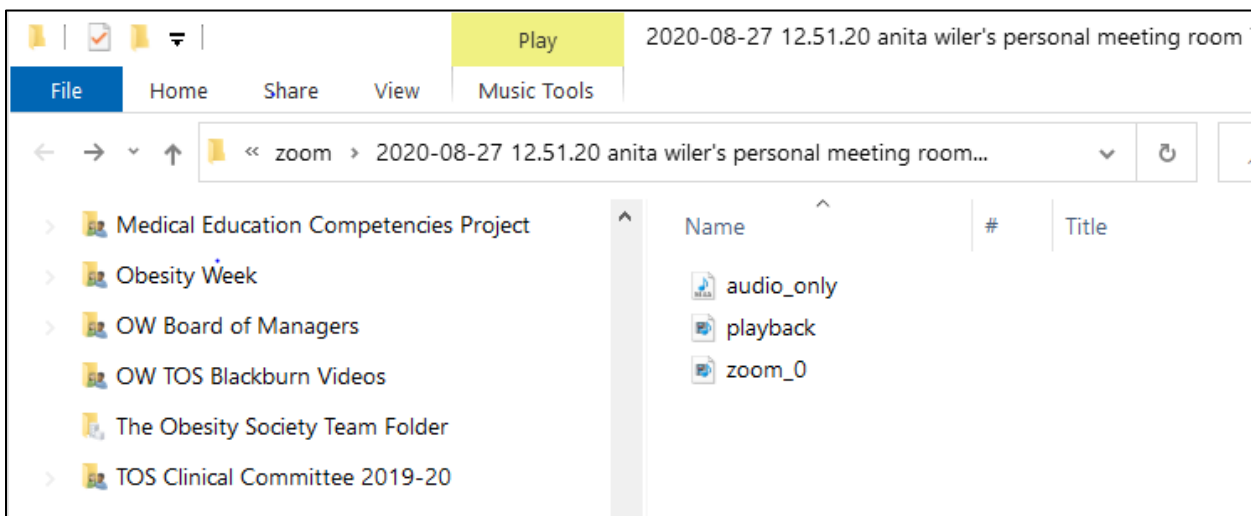 Play 2020-08-27 12.51.20 anita wiler's personal meeting room
File Home Share View Music Tools
« zoom > 2020-08-27 12.51.20 anita wiler's personal meeting room...
Medical Education Competencies Project
Obesity Week
OW Board of Managers
OW TOS Blackburn Videos
The Obesity Society Team Folder
TOS Clinical Committee 2019-20
Name # Title
audio_only
playback
zoom_0